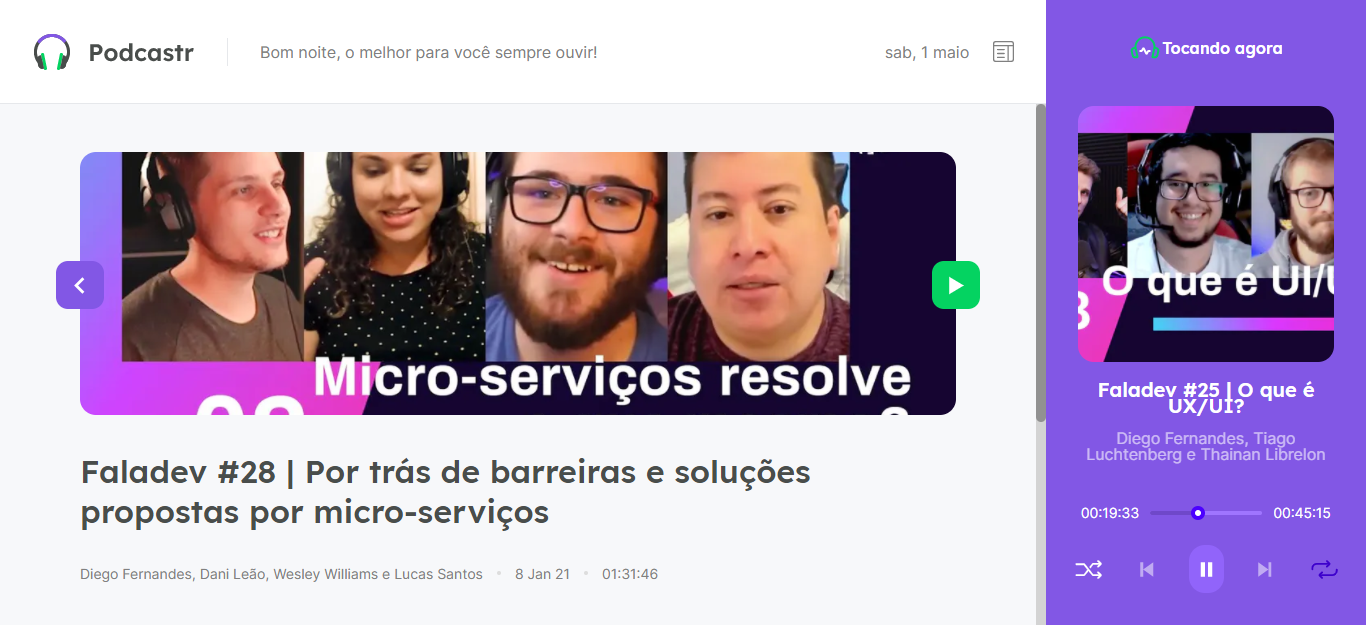 Podcastr
Bom noite, o melhor para você sempre ouvir!
sab, 1 maio
Micro-serviços resolve
Faladev #28 | Por trás de barreiras e soluções
propostas por micro-serviços
Diego Fernandes, Dani Leão, Wesley Williams e Lucas Santos • 8 Jan 21 • 01:31:46
Tocando agora
O que é UI/U
Faladev #25 | O que é
UX/UI?
Diego Fernandes, Tiago
Luchtenberg e Thainan Librelon
00:19:33
00:45:15